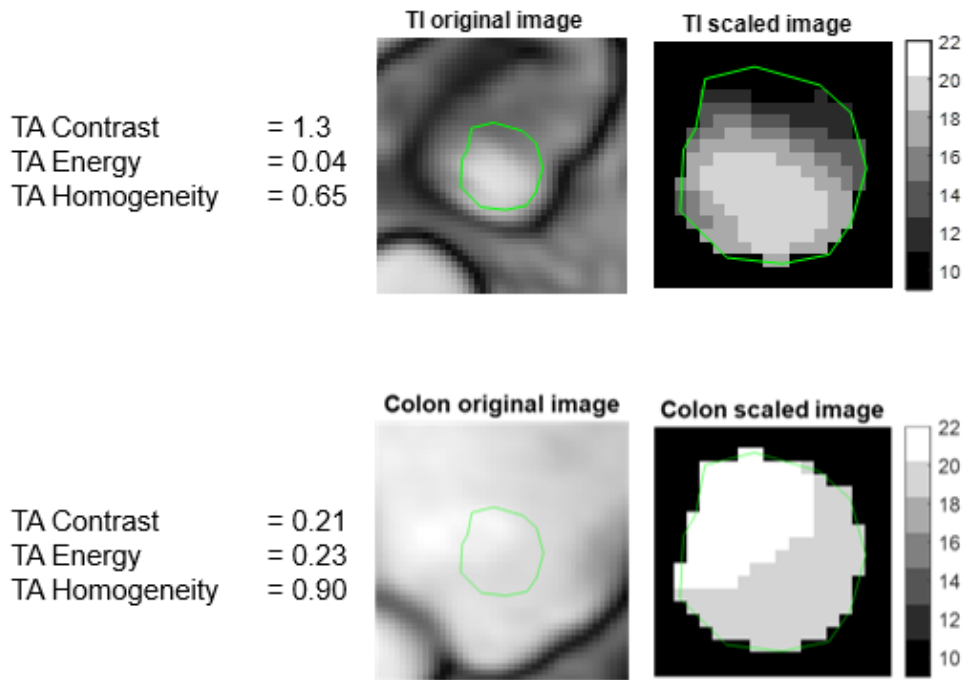 TI original image
TI scaled image
TA Contrast = 1.3
TA Energy = 0.04
TA Homogeneity = 0.65
22
20
18
16
14
12
10
Colon original image
Colon scaled image
TA Contrast = 0.21
TA Energy = 0.23
TA Homogeneity = 0.90
22
20
18
16
14
12
10